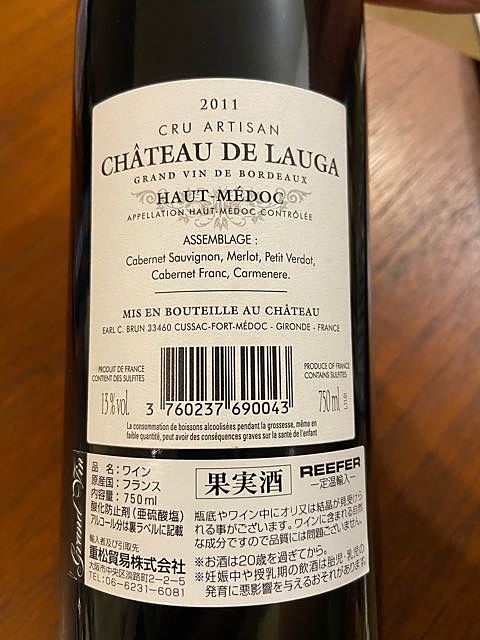 2011
CRU ARTISAN
CHÂTEAU DE LAUGA
GRAND VIN DE BORDEAUX
HAUT-MÉDOC
APPELLATION HAUT-MÉDOC CONTRÔLÉE
ASSEMBLAGE :
Cabernet Sauvignon, Merlot, Petit Verdot,
Cabernet Franc, Carmenere.
MIS EN BOUTEILLE AU CHÂTEAU
EARL C. BRUN 33460 CUSSAC-FORT-MÉDOC - GIRONDE - FRANCE
PRODUIT DE FRANCE
CONTIENT DES SULFITES
PRODUCE OF FRANCE
CONTAINS SULFITES
13 % vol.
3 760237 690043
750 ml
La consommation de boissons alcoolisées pendant la grossesse, même en
faible quantité, peut avoir des conséquences graves sur la santé de l'enfant
品 名：ワイン
原産国：フランス
内容量：750㎖
酸化防止剤（亜硫酸塩）
アルコール分は裏ラベルに記載
輸入者及び引取先
重松貿易株式会社
大阪市中央区淡路町2-2-5
TEL:06-6231-6081
果実酒
REEFER
―定温輸入―
瓶底やワイン中にオリ又は結晶が見受けら
れる事がございます。ワインに含まれる自然
な成分ですので品質には問題ございません。
※お酒は20歳を過ぎてから。
※妊娠中や授乳期の飲酒は胎児・乳児の
発育に悪影響を与えるおそれがあります。